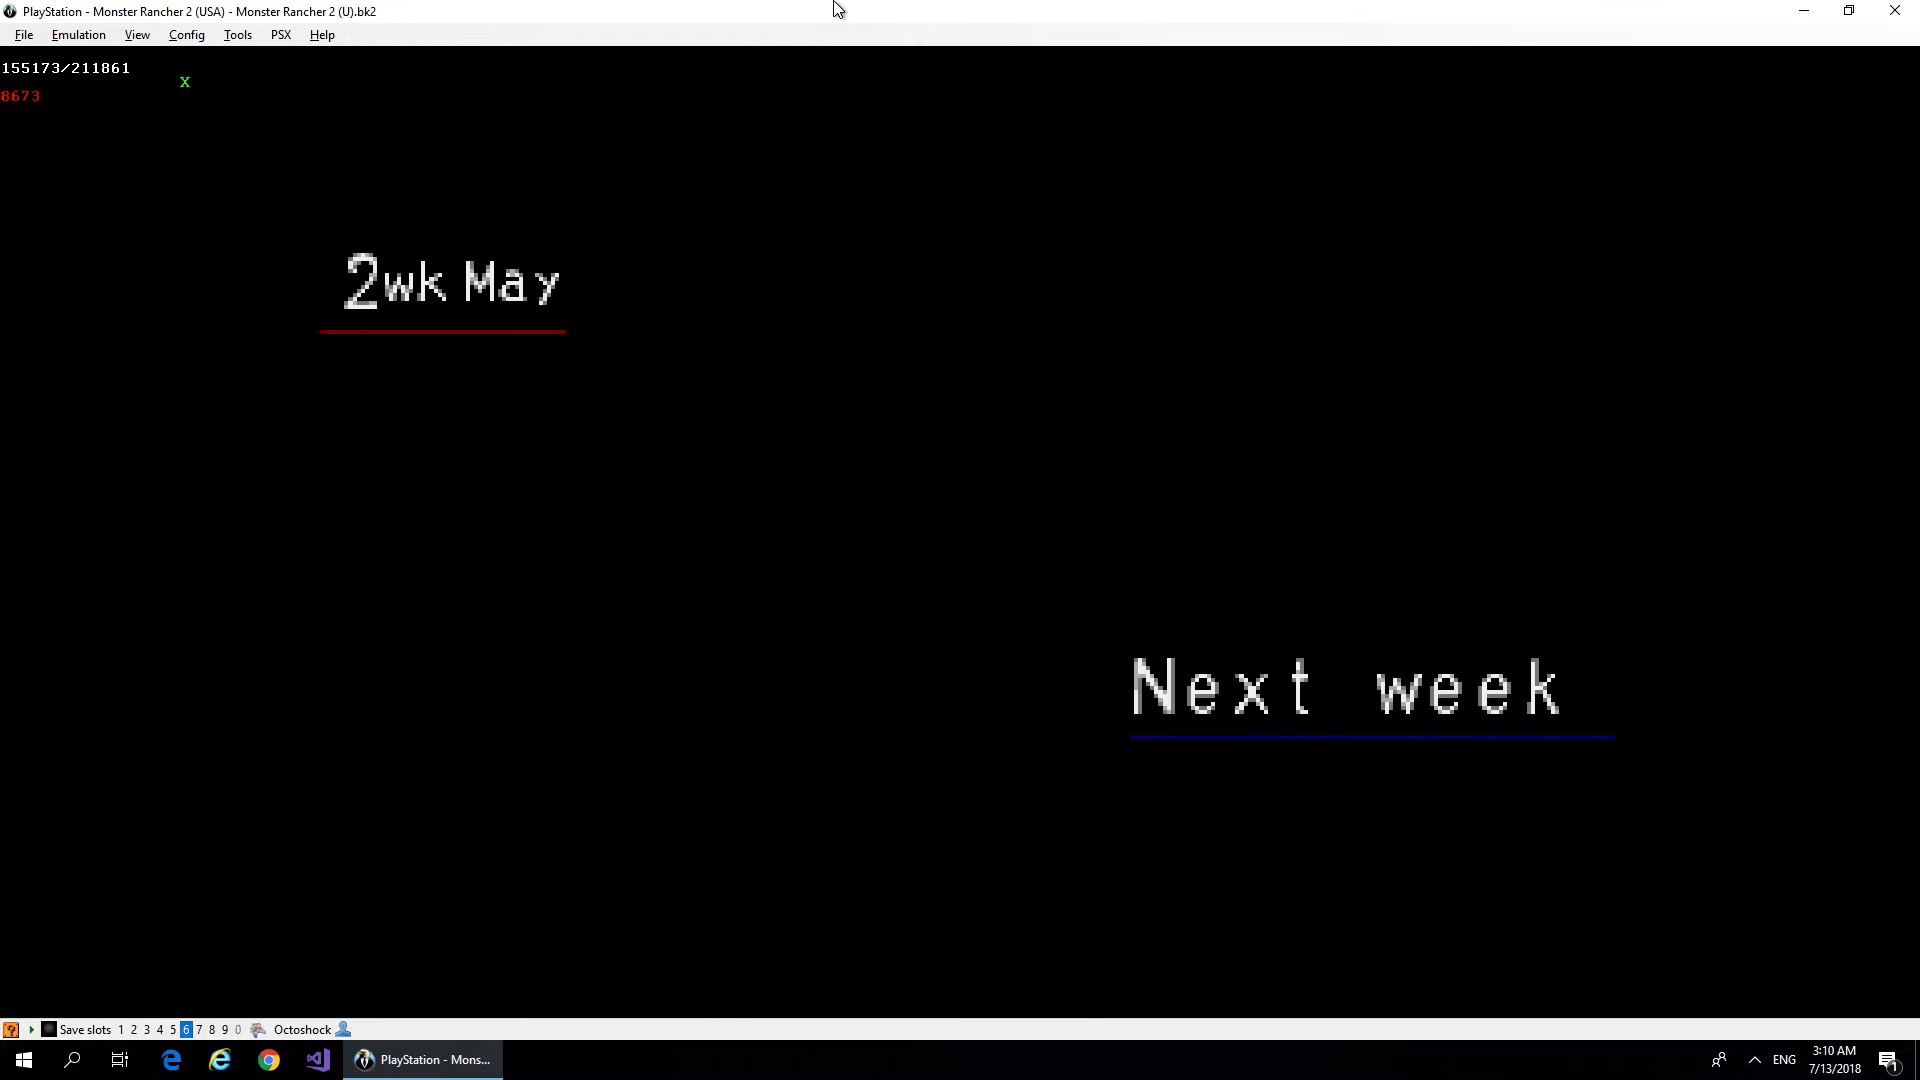 PlayStation - Monster Rancher 2 (USA) - Monster Rancher 2 (U).bk2
File Emulation View Config Tools PSX Help
155173/211861
X
8673
2wk May
Next week
Save slots 1 2 3 4 5 6 7 8 9 0 Octoshock
PlayStation - Mons...
ENG
3:10 AM
7/13/2018
1